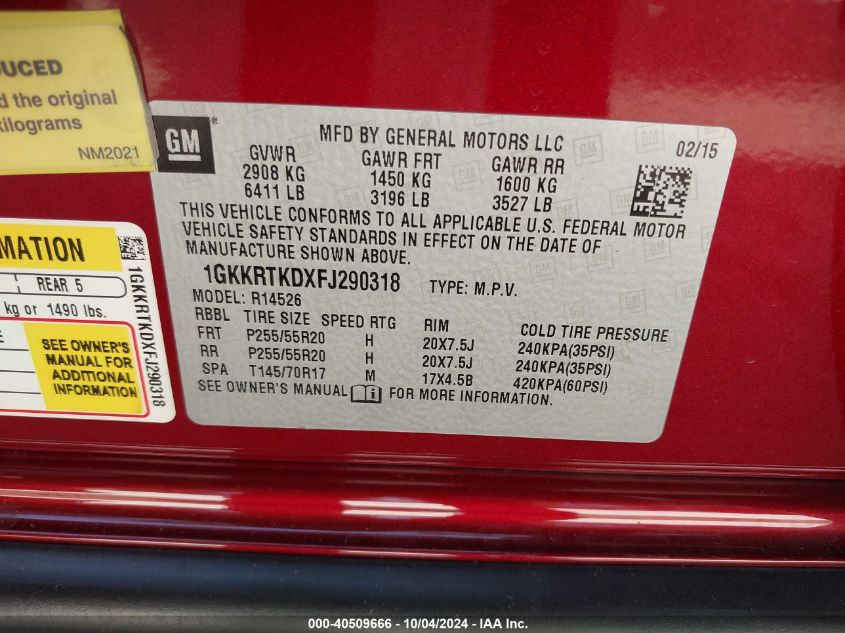 DUCED
d the original
kilograms
NM2021
GM
®
MFD BY GENERAL MOTORS LLC
02/15
GVWR GAWR FRT GAWR RR
2908 KG 1450 KG 1600 KG
6411 LB 3196 LB 3527 LB
THIS VEHICLE CONFORMS TO ALL APPLICABLE U.S. FEDERAL MOTOR
VEHICLE SAFETY STANDARDS IN EFFECT ON THE DATE OF
MANUFACTURE SHOWN ABOVE.
1GKKRTKDXFJ290318 TYPE: M.P.V.
MODEL: R14526
RBBL TIRE SIZE SPEED RTG RIM COLD TIRE PRESSURE
FRT P255/55R20 H 20X7.5J 240KPA(35PSI)
RR P255/55R20 H 20X7.5J 240KPA(35PSI)
SPA T145/70R17 M 17X4.5B 420KPA(60PSI)
SEE OWNER'S MANUAL i FOR MORE INFORMATION.
RMATION
REAR 5
kg or 1490 lbs.
SEE OWNER'S
MANUAL FOR
ADDITIONAL
INFORMATION
1GKKRTKDXFJ290318
000-40509666 - 10/04/2024 - IAA Inc.